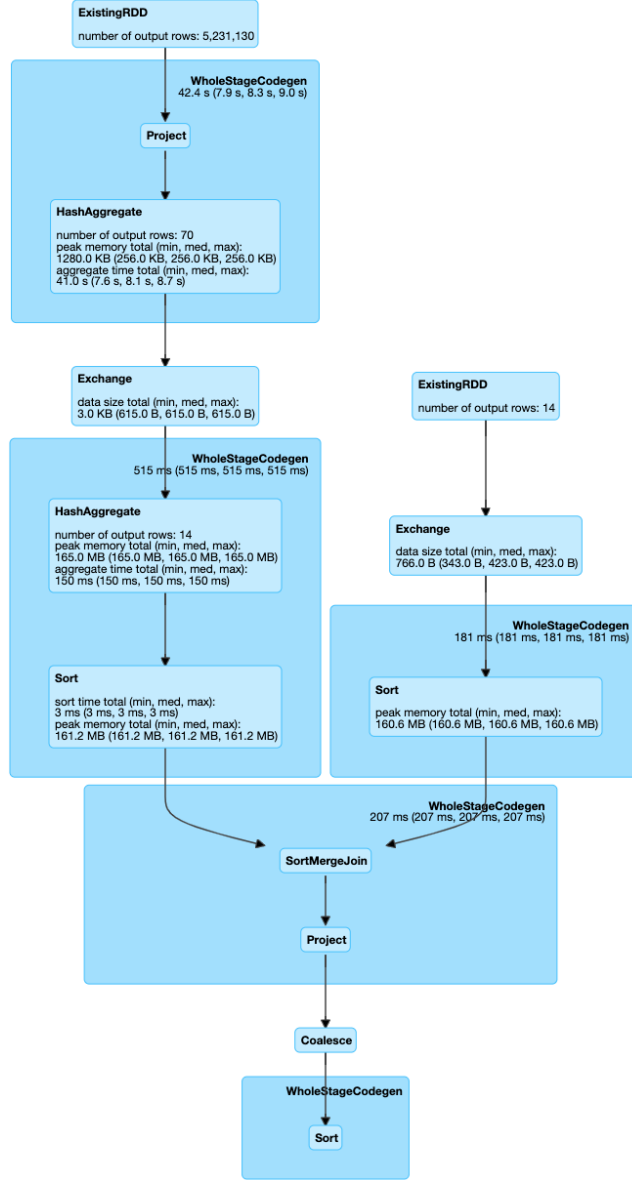 ExistingRDD
number of output rows: 5,231,130
WholeStageCodegen
42.4 s (7.9 s, 8.3 s, 9.0 s)
Project
HashAggregate
number of output rows: 70
peak memory total (min, med, max):
1280.0 KB (256.0 KB, 256.0 KB, 256.0 KB)
aggregate time total (min, med, max):
41.0 s (7.6 s, 8.1 s, 8.7 s)
Exchange
data size total (min, med, max):
3.0 KB (615.0 B, 615.0 B, 615.0 B)
WholeStageCodegen
515 ms (515 ms, 515 ms, 515 ms)
HashAggregate
number of output rows: 14
peak memory total (min, med, max):
165.0 MB (165.0 MB, 165.0 MB, 165.0 MB)
aggregate time total (min, med, max):
150 ms (150 ms, 150 ms, 150 ms)
Sort
sort time total (min, med, max):
3 ms (3 ms, 3 ms, 3 ms)
peak memory total (min, med, max):
161.2 MB (161.2 MB, 161.2 MB, 161.2 MB)
ExistingRDD
number of output rows: 14
Exchange
data size total (min, med, max):
766.0 B (343.0 B, 423.0 B, 423.0 B)
WholeStageCodegen
181 ms (181 ms, 181 ms, 181 ms)
Sort
peak memory total (min, med, max):
160.6 MB (160.6 MB, 160.6 MB, 160.6 MB)
WholeStageCodegen
207 ms (207 ms, 207 ms, 207 ms)
SortMergeJoin
Project
Coalesce
WholeStageCodegen
Sort